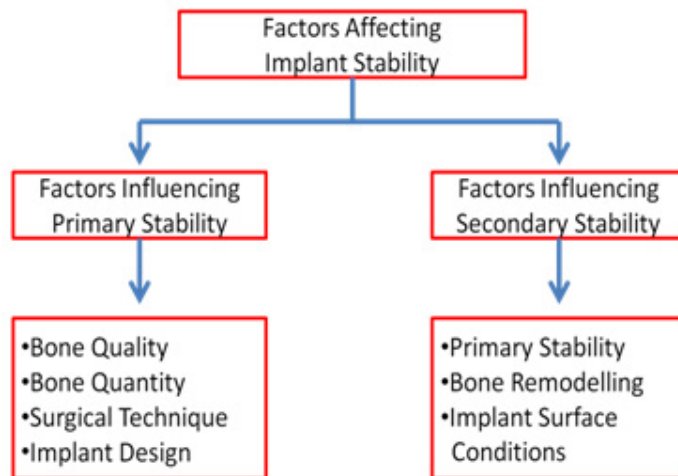 Factors Affecting
Implant Stability
Factors Influencing
Primary Stability
Factors Influencing
Secondary Stability
•Bone Quality
•Bone Quantity
•Surgical Technique
•Implant Design
•Primary Stability
•Bone Remodelling
•Implant Surface
Conditions